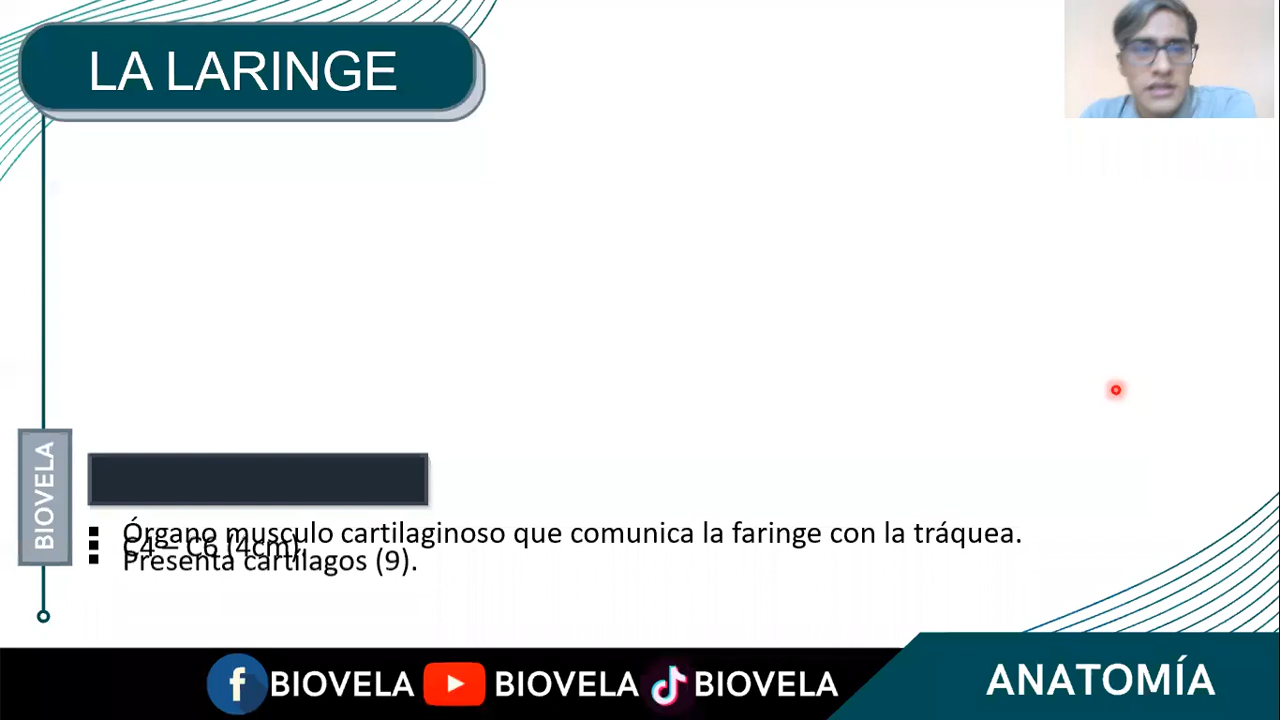 LA LARINGE
BIOVELA
Órgano musculo cartilaginoso que comunica la faringe con la tráquea.
C4 – C6 (4cm).
Presenta cartílagos (9).
BIOVELA BIOVELA BIOVELA
ANATOMÍA